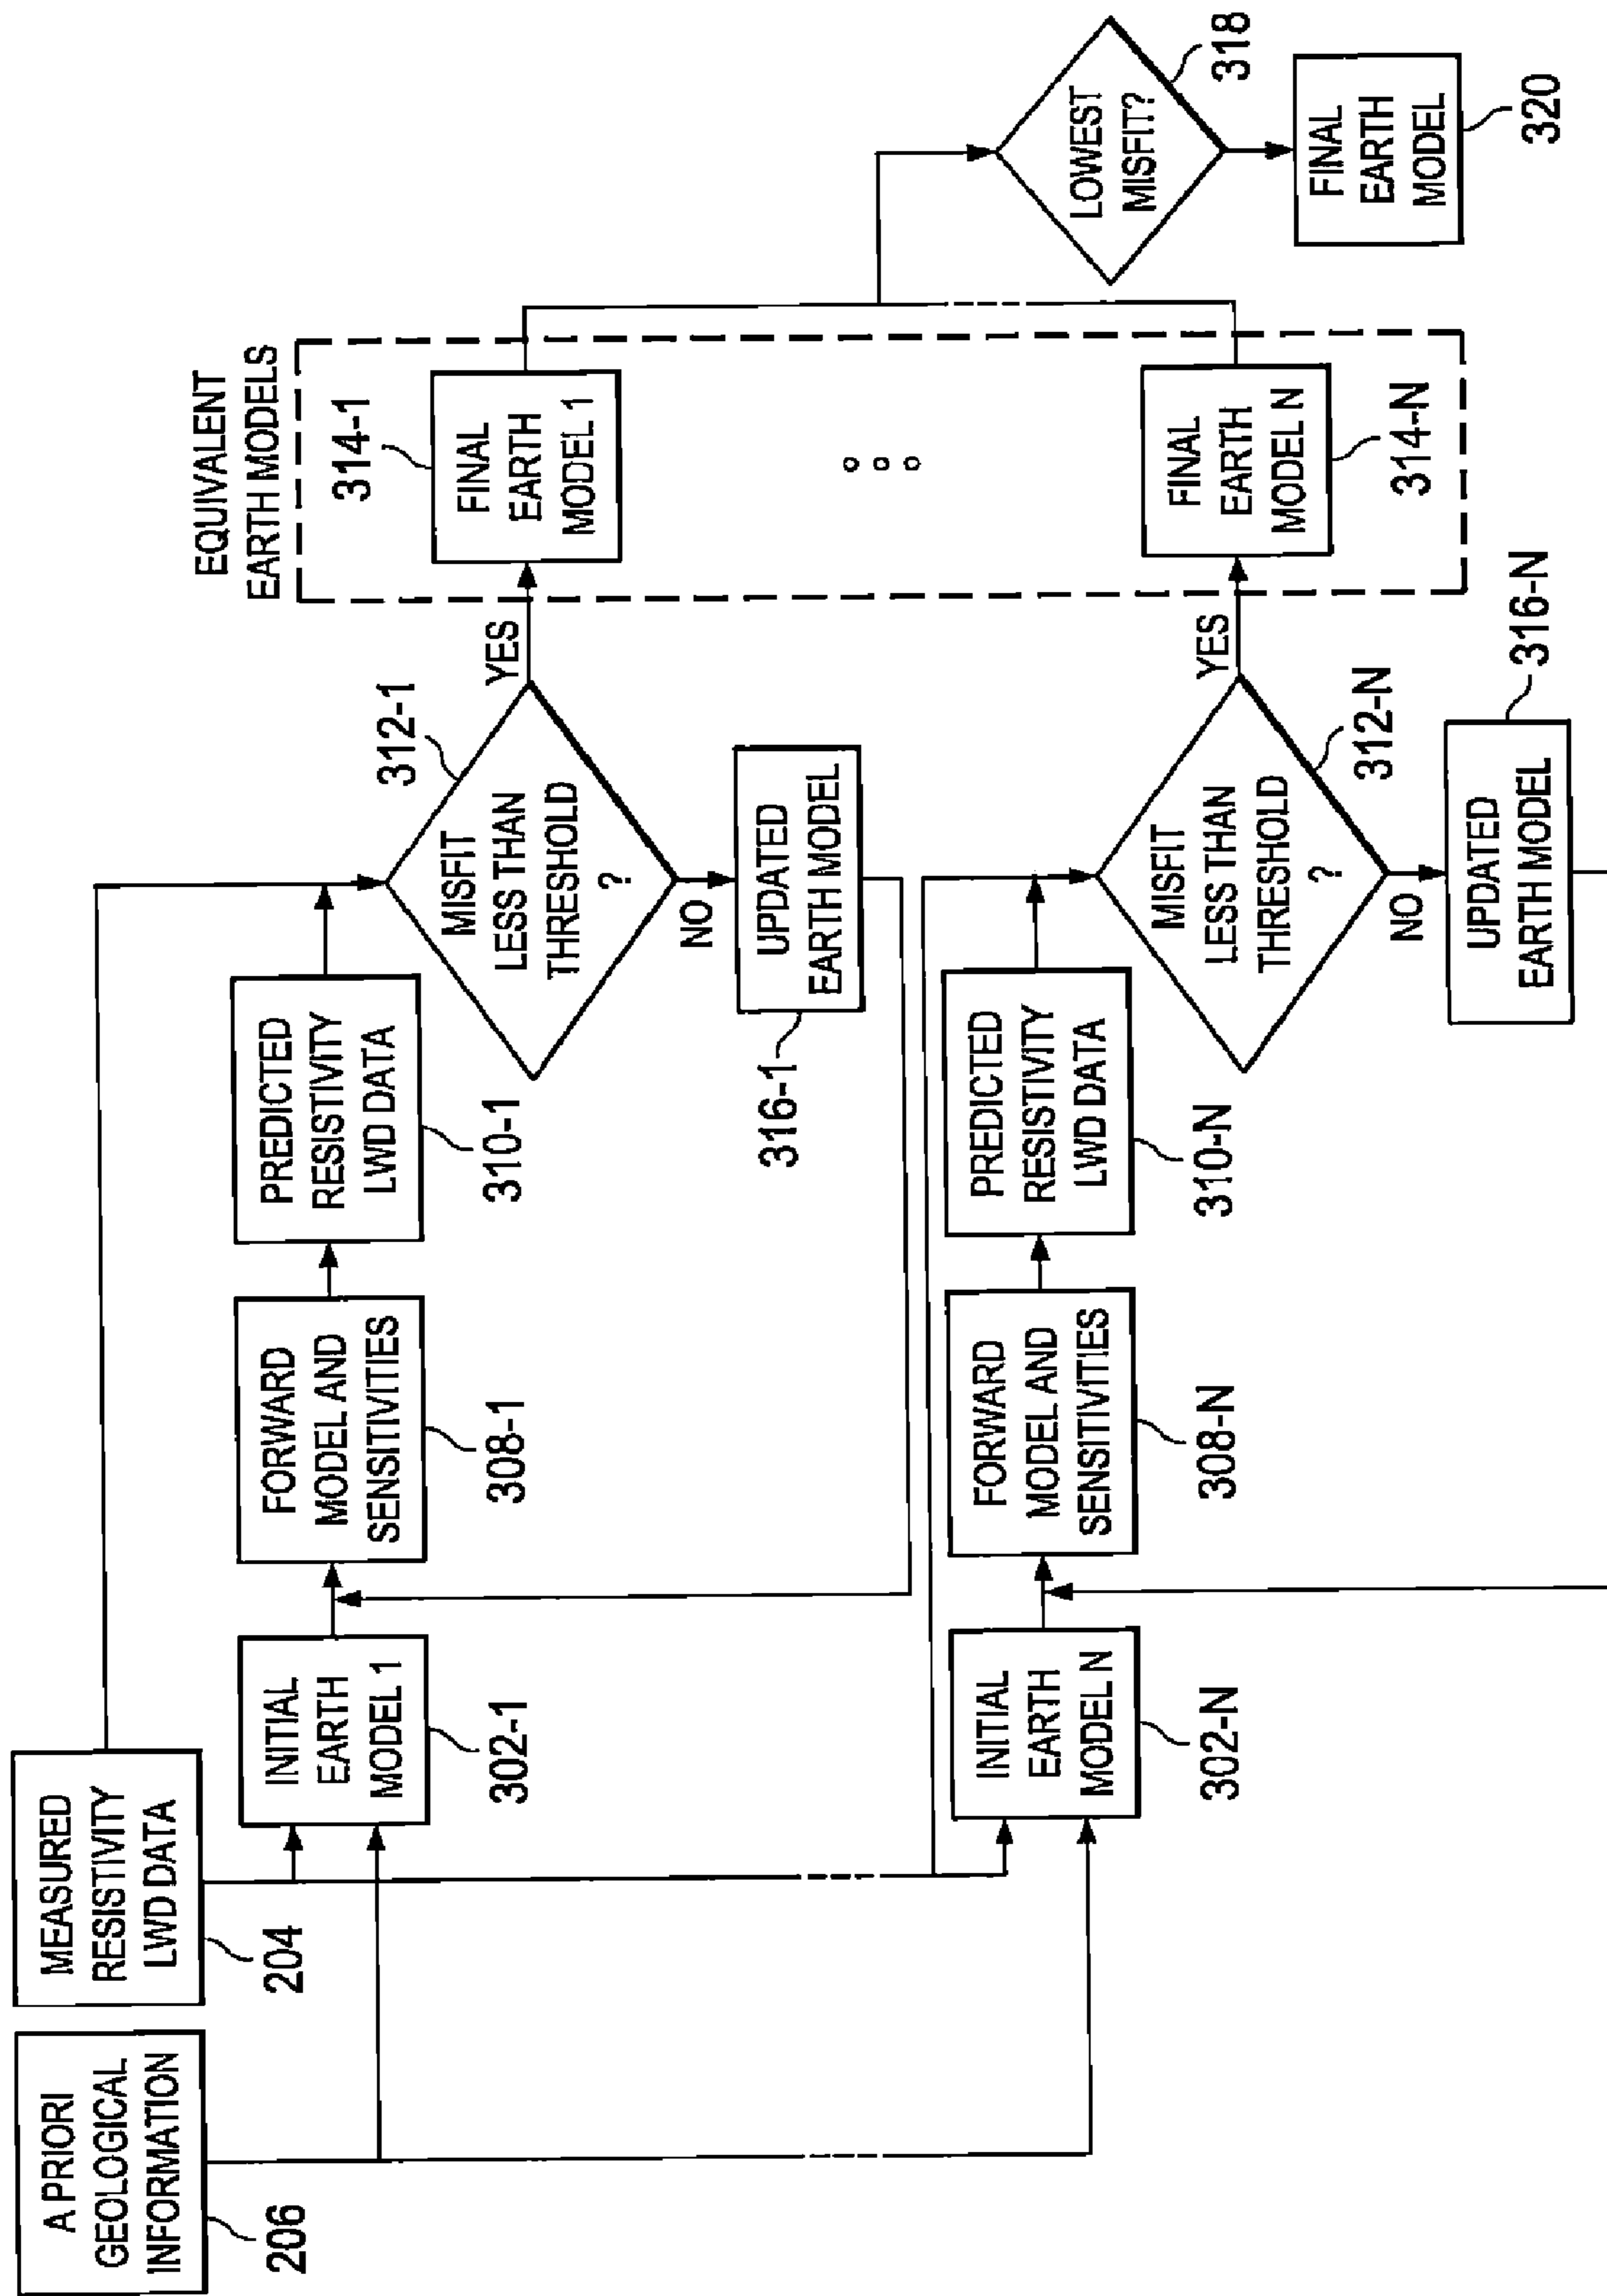 A PRIORI
GEOLOGICAL
INFORMATION
206
MEASURED
RESISTIVITY
LWD DATA
204
INITIAL
EARTH
MODEL 1
302-1
FORWARD
MODEL AND
SENSITIVITIES
308-1
PREDICTED
RESISTIVITY
LWD DATA
310-1
MISFIT
LESS THAN
THRESHOLD
?
312-1
YES
NO
UPDATED
EARTH MODEL
316-1
EQUIVALENT
EARTH MODELS
314-1
FINAL
EARTH
MODEL 1
INITIAL
EARTH
MODEL N
302-N
FORWARD
MODEL AND
SENSITIVITIES
308-N
PREDICTED
RESISTIVITY
LWD DATA
310-N
MISFIT
LESS THAN
THRESHOLD
?
312-N
YES
NO
UPDATED
EARTH MODEL
316-N
FINAL
EARTH
MODEL N
314-N
LOWEST
MISFIT?
318
FINAL
EARTH
MODEL
320